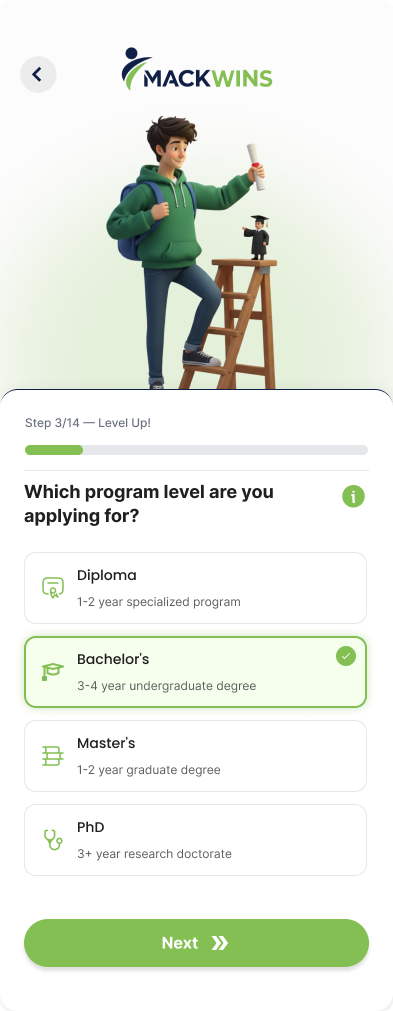 MACKWINS
Step 3/14 — Level Up!
Which program level are you
applying for?
Diploma
1-2 year specialized program
Bachelor's
3-4 year undergraduate degree
Master's
1-2 year graduate degree
PhD
3+ year research doctorate
Next